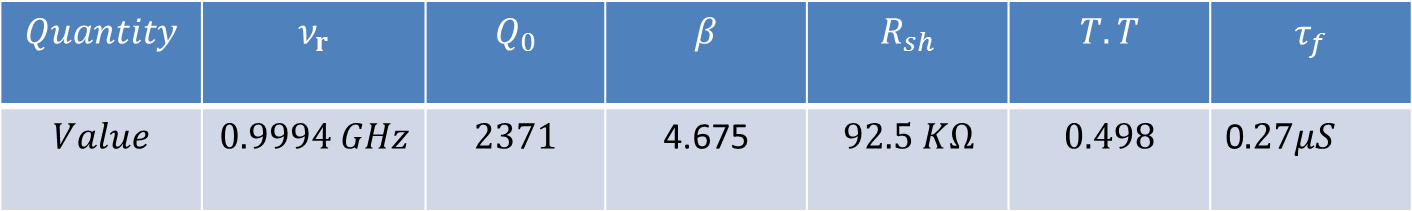 Quantity ν_r Q_0 β R_sh T.T τ_f
Value 0.9994 GHz 2371 4.675 92.5 KΩ 0.498 0.27μS